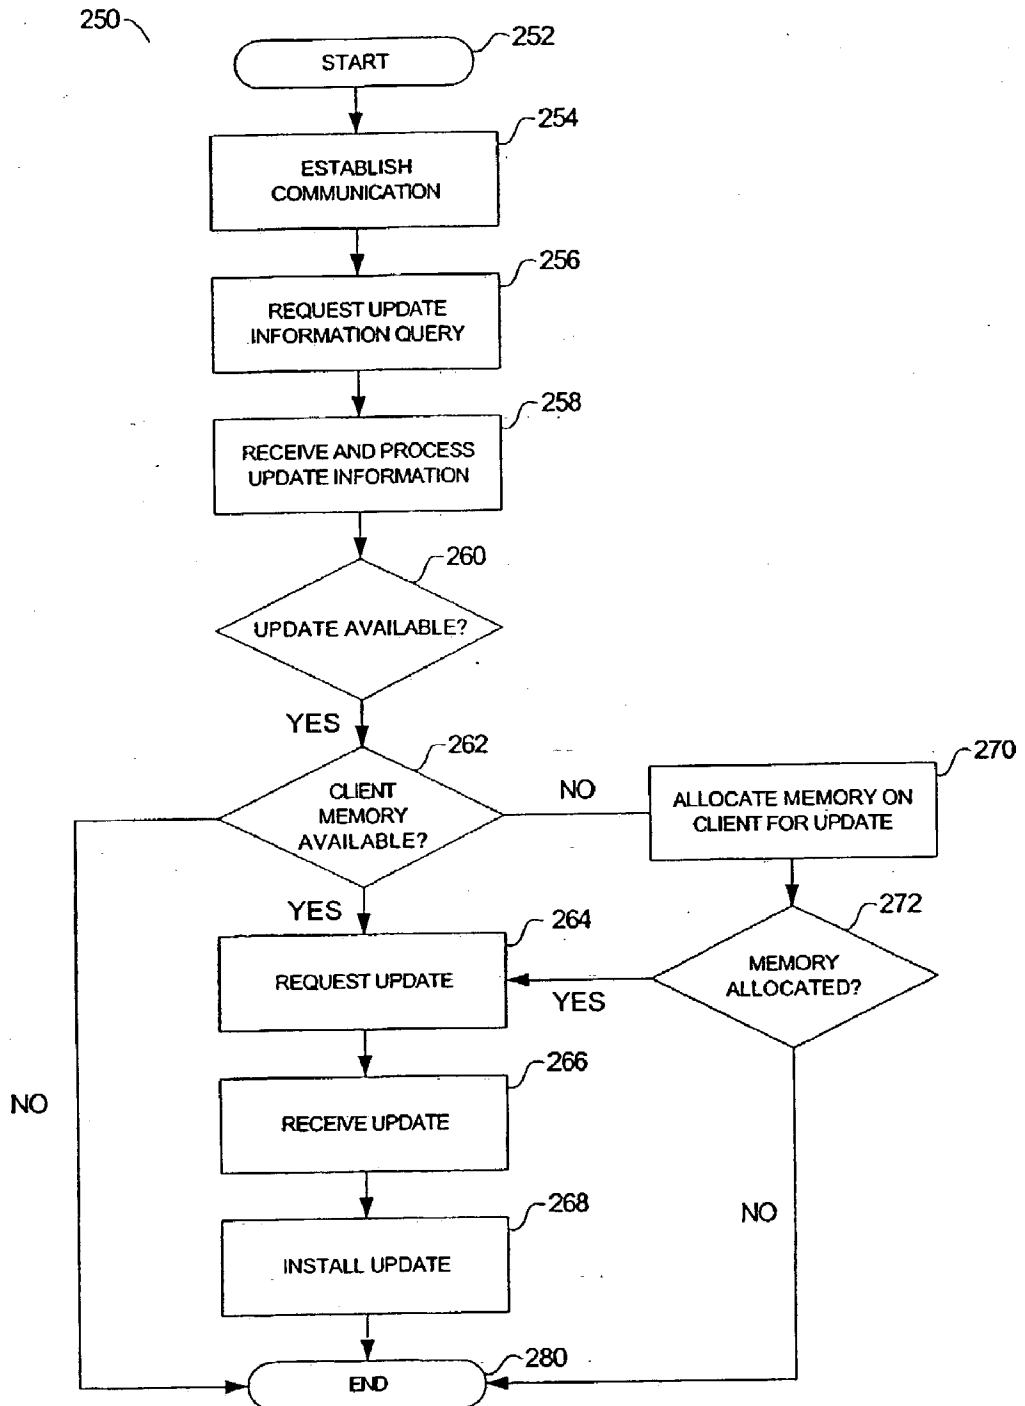 250
252
START
254
ESTABLISH
COMMUNICATION
256
REQUEST UPDATE
INFORMATION QUERY
258
RECEIVE AND PROCESS
UPDATE INFORMATION
260
UPDATE AVAILABLE?
YES
262
CLIENT
MEMORY
AVAILABLE?
NO
270
ALLOCATE MEMORY ON
CLIENT FOR UPDATE
YES
264
272
REQUEST UPDATE
MEMORY
ALLOCATED?
YES
266
NO
RECEIVE UPDATE
268
NO
INSTALL UPDATE
280
END